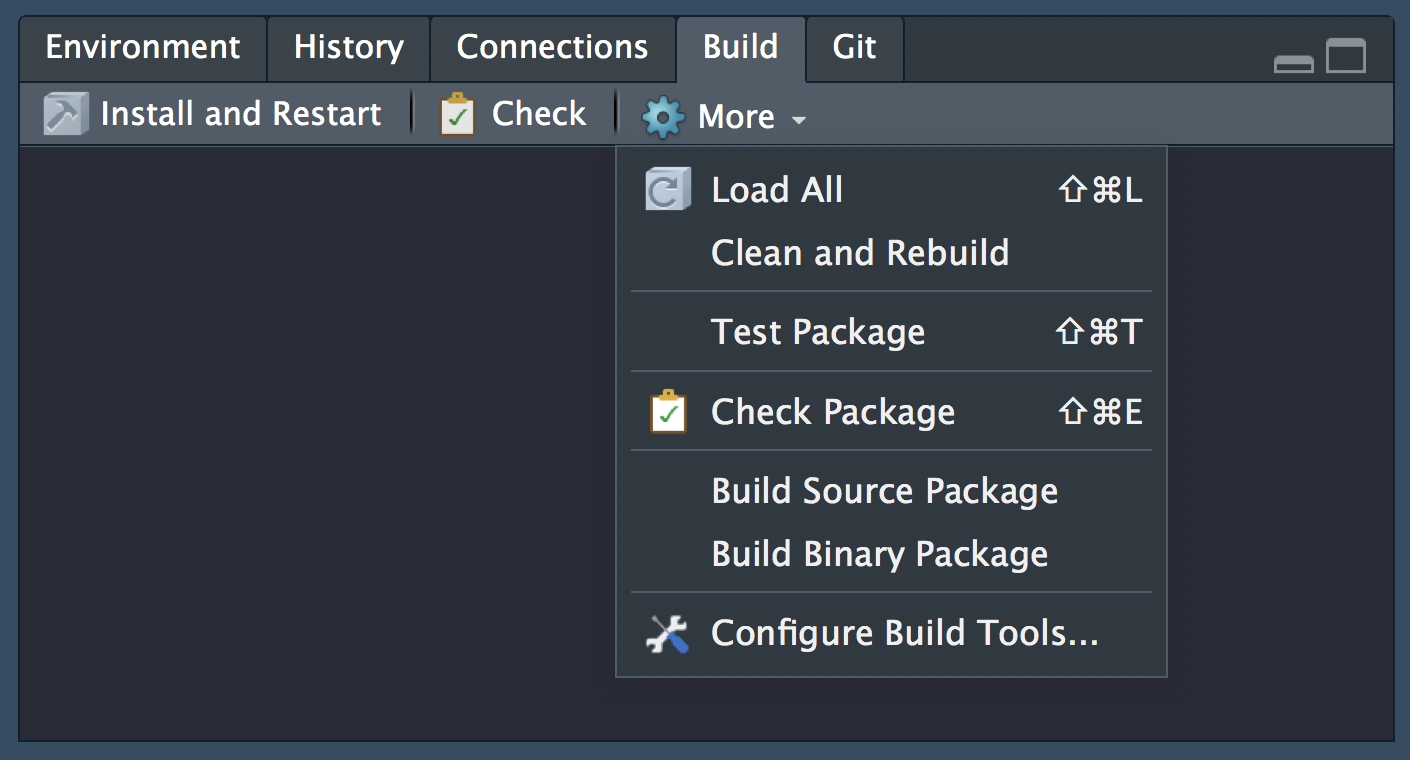 Environment History Connections Build Git
Install and Restart Check More
Load All ⇧⌘L
Clean and Rebuild
Test Package ⇧⌘T
Check Package ⇧⌘E
Build Source Package
Build Binary Package
Configure Build Tools...